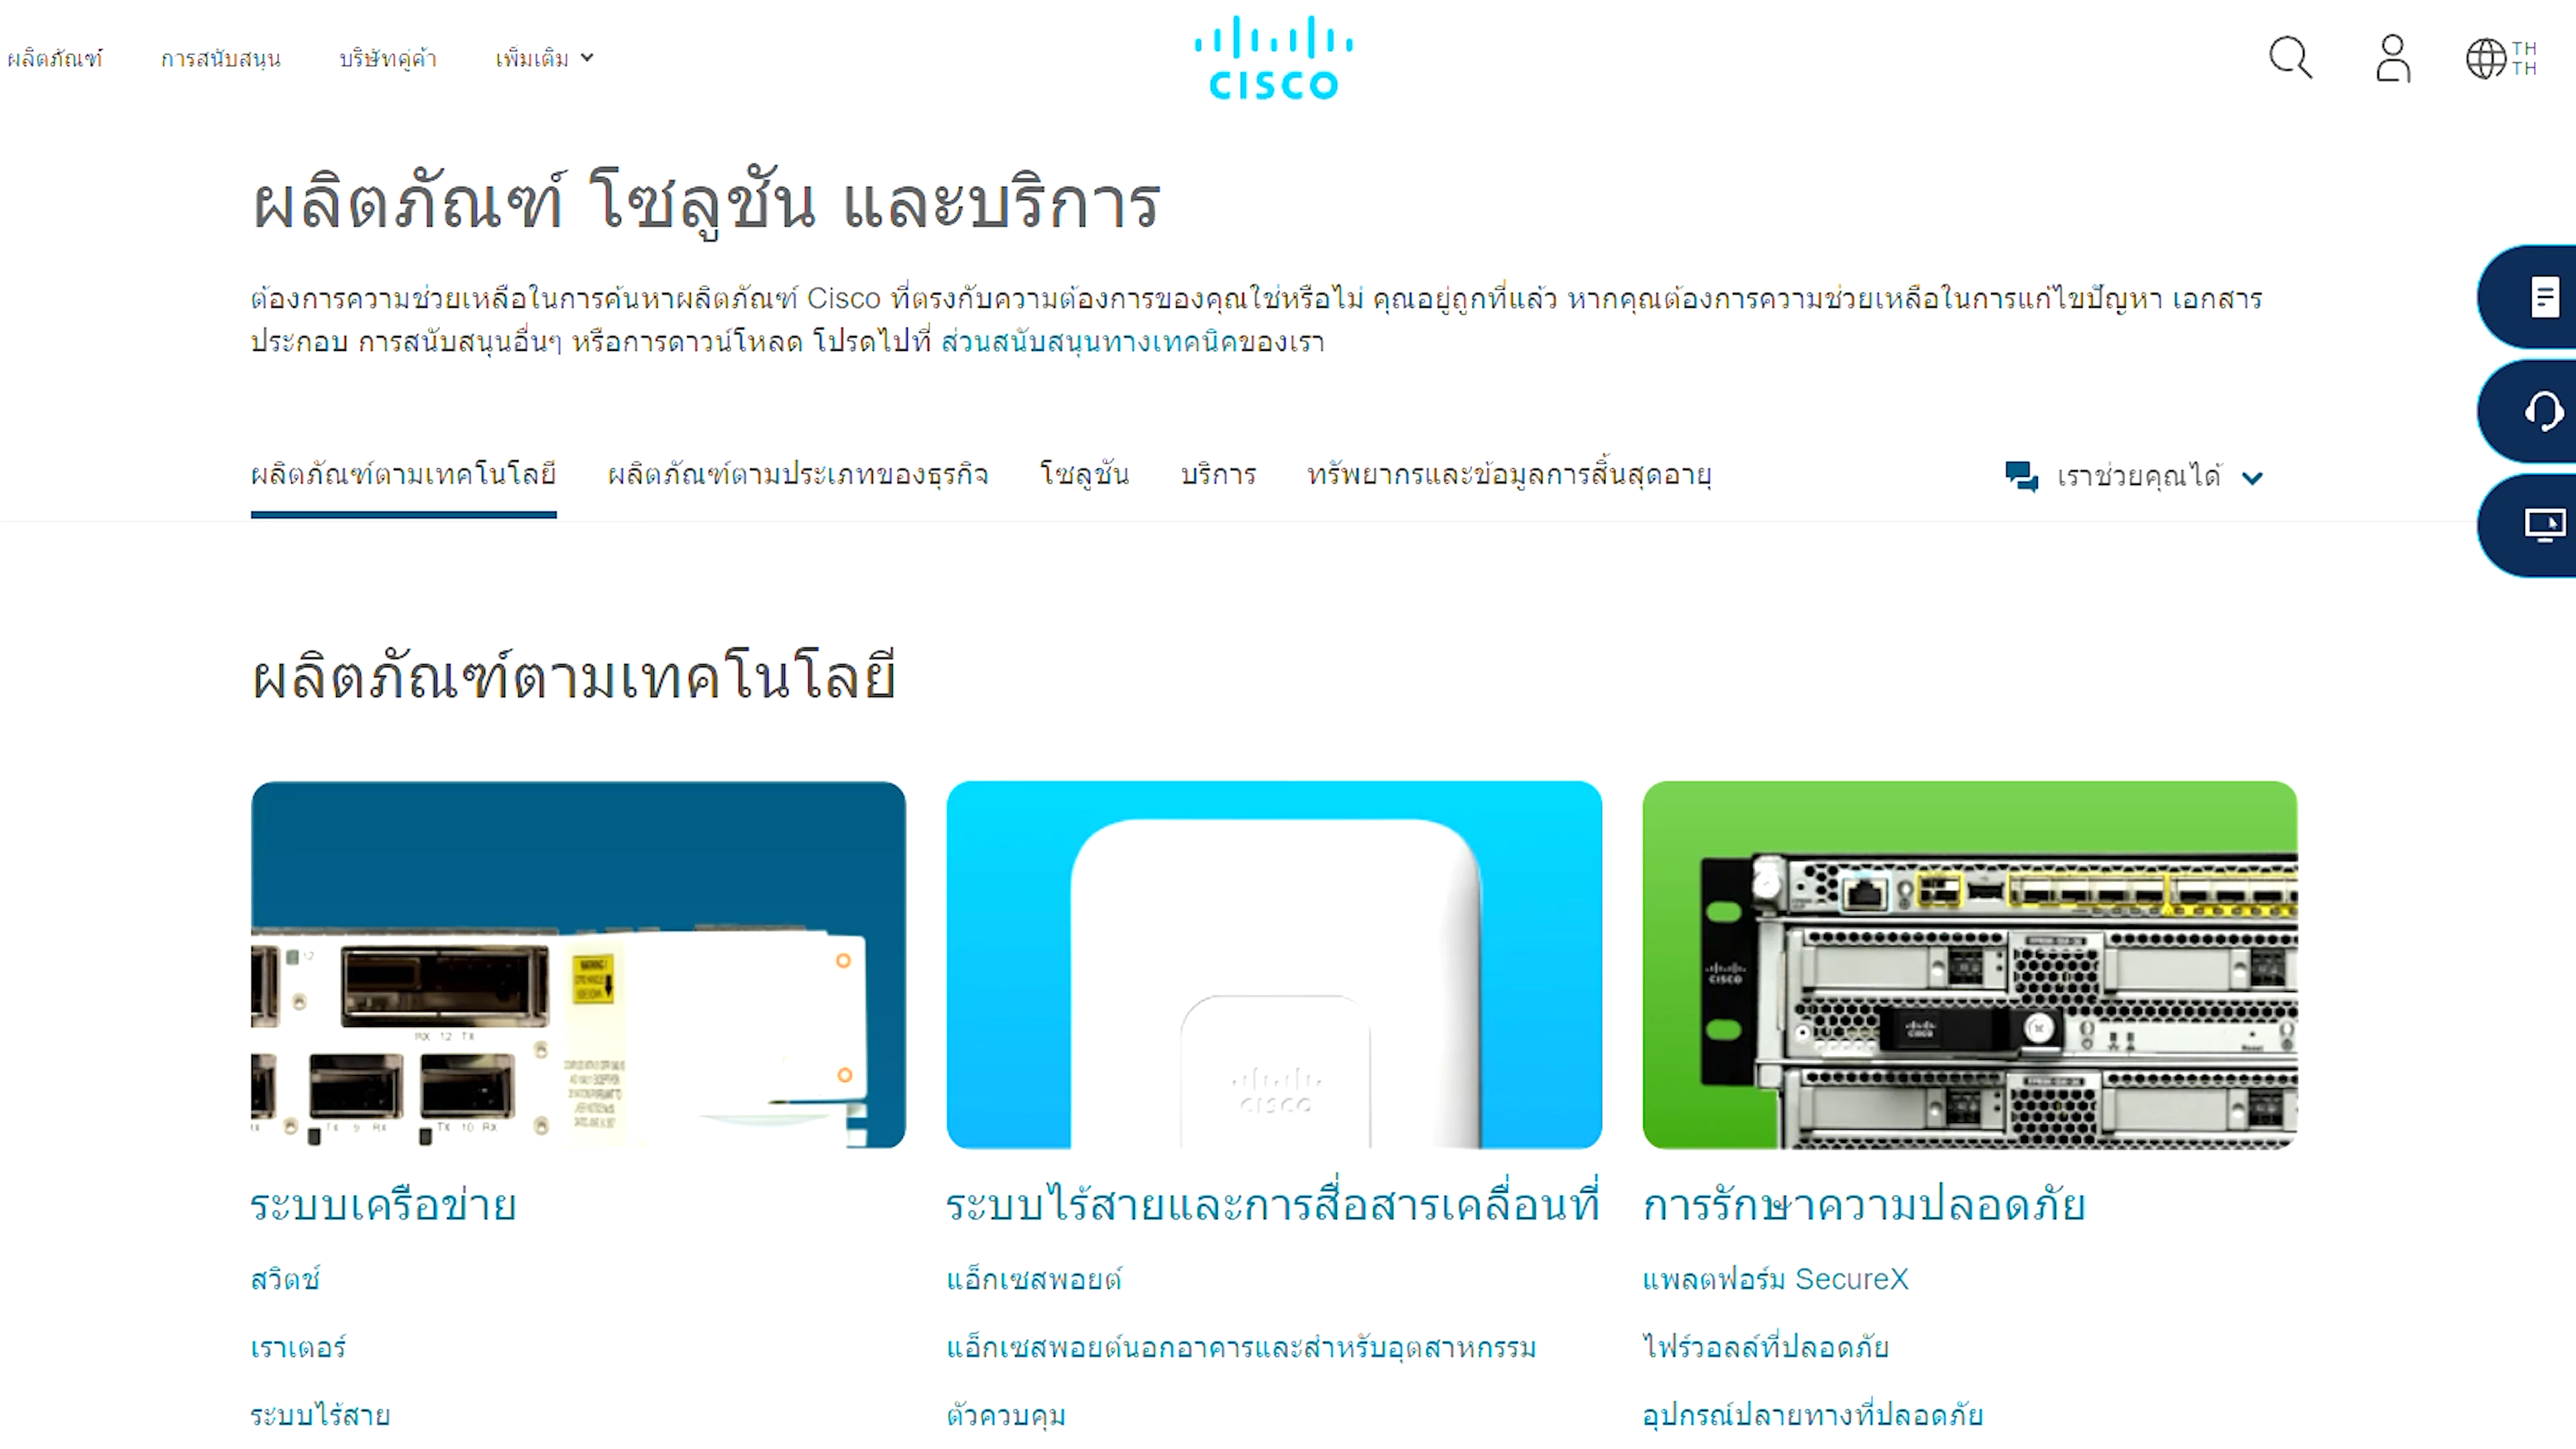 ผลิตภัณฑ์ การสนับสนุน บริษัทคู่ค้า เพิ่มเติม
CISCO
TH
TH
ผลิตภัณฑ์ โซลูชัน และบริการ
ต้องการความช่วยเหลือในการค้นหาผลิตภัณฑ์ Cisco ที่ตรงกับความต้องการของคุณใช่หรือไม่ คุณอยู่ถูกที่แล้ว หากคุณต้องการความช่วยเหลือในการแก้ไขปัญหา เอกสาร
ประกอบ การสนับสนุนอื่นๆ หรือการดาวน์โหลด โปรดไปที่ ส่วนสนับสนุนทางเทคนิคของเรา
ผลิตภัณฑ์ตามเทคโนโลยี ผลิตภัณฑ์ตามประเภทของธุรกิจ โซลูชัน บริการ ทรัพยากรและข้อมูลการสิ้นสุดอายุ เราช่วยคุณได้
ผลิตภัณฑ์ตามเทคโนโลยี
12
RX 12 TX
TX 9 RX
TX 10 RX
WARNING!
CISCO
CISCO
CISCO
ระบบเครือข่าย
สวิตช์
เราเตอร์
ระบบไร้สาย
ระบบไร้สายและการสื่อสารเคลื่อนที่
แอ็กเซสพอยต์
แอ็กเซสพอยต์นอกอาคารและสำหรับอุตสาหกรรม
ตัวควบคุม
การรักษาความปลอดภัย
แพลตฟอร์ม SecureX
ไฟร์วอลล์ที่ปลอดภัย
อุปกรณ์ปลายทางที่ปลอดภัย